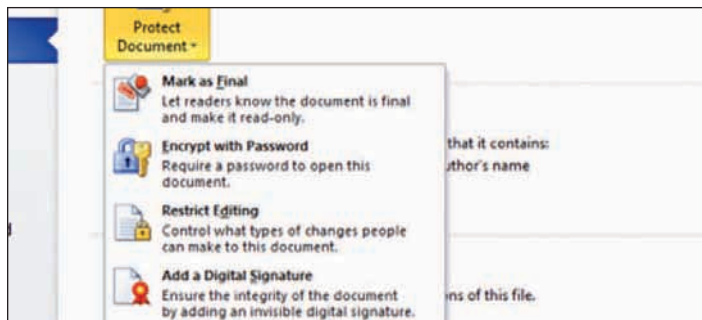 Protect
Document
Mark as Final
Let readers know the document is final
and make it read-only.
that it contains:
Encrypt with Password
Require a password to open this
document.
Restrict Editing
Control what types of changes people
can make to this document.
Add a Digital Signature
Ensure the integrity of the document
by adding an invisible digital signature.
name
of this file.